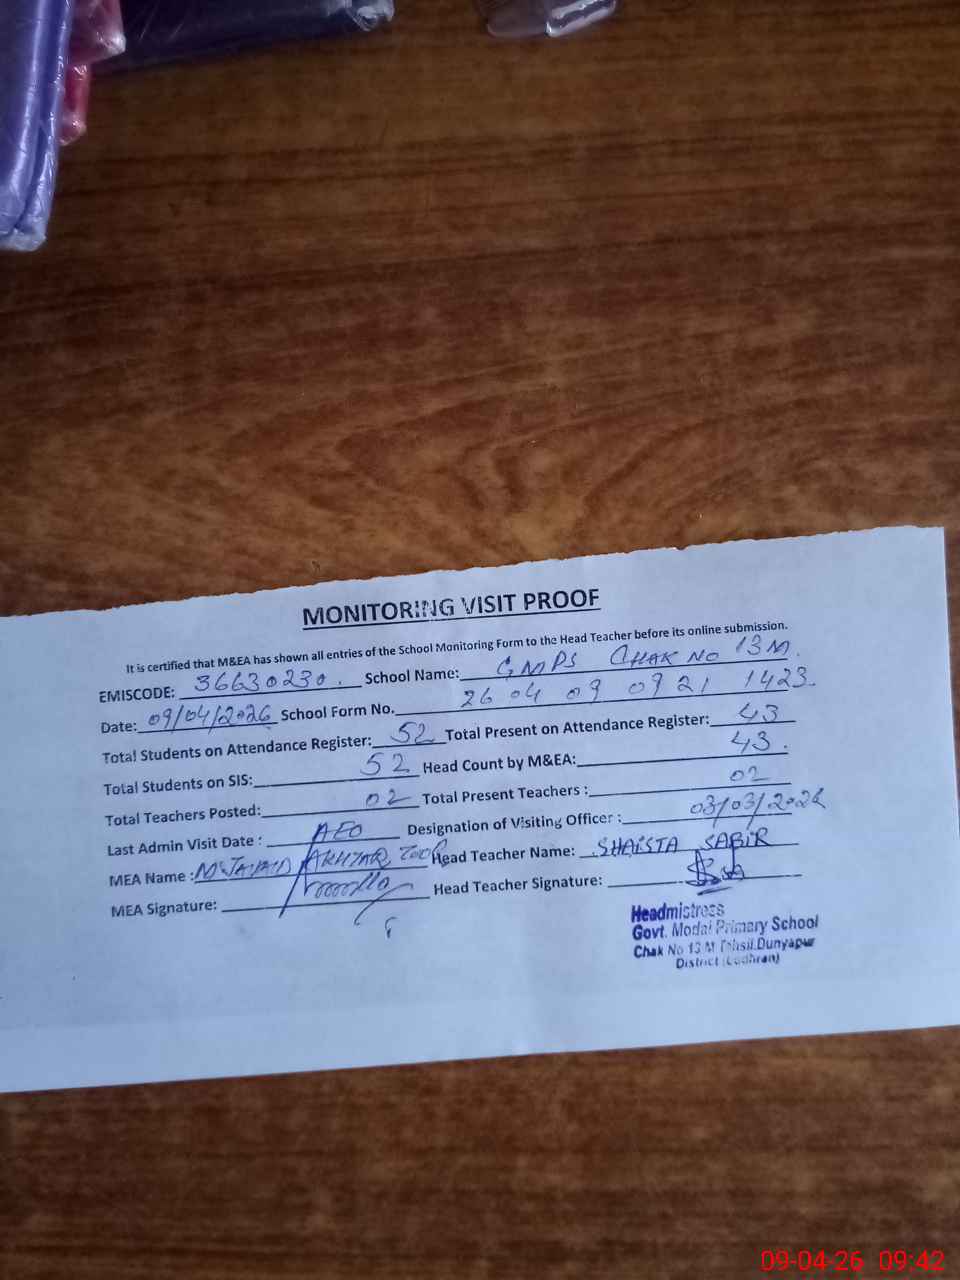 MONITORING VISIT PROOF
It is certified that M&EA has shown all entries of the School Monitoring Form to the Head Teacher before its online submission.
EMISCODE: 36630230. School Name: GMPS CHAK NO 13M.
Date: 09/04/2026 School Form No. 26 04 09 09 21 1423.
Total Students on Attendance Register: 52 Total Present on Attendance Register: 43
Total Students on SIS: 52 Head Count by M&EA: 43.
Total Teachers Posted: 02 Total Present Teachers : 02
Last Admin Visit Date : AEO Designation of Visiting Officer : 03/03/2026
MEA Name : AKHTAR Head Teacher Name: SHAISTA SABIR
MEA Signature: Head Teacher Signature:
Headmistress
Govt. Modal Primary School
Chak No 13 M Tehsil Dunyapur
District (Lodhran)
09-04-26 09:42